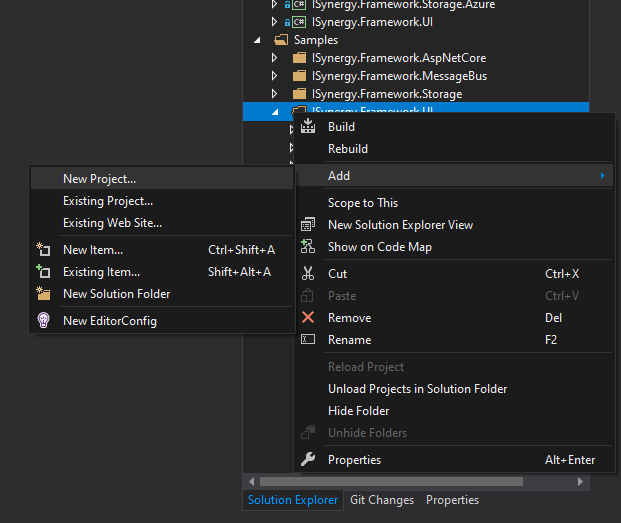 ISynergy.Framework.Storage.Azure
C# ISynergy.Framework.UI
Samples
ISynergy.Framework.AspNetCore
ISynergy.Framework.MessageBus
ISynergy.Framework.Storage
ISynergy.Framework.UI
Build
Rebuild
Add
Scope to This
New Solution Explorer View
Show on Code Map
Cut Ctrl+X
Paste Ctrl+V
Remove Del
Rename F2
Reload Project
Unload Projects in Solution Folder
Hide Folder
Unhide Folders
Properties Alt+Enter
New Project...
Existing Project...
Existing Web Site...
New Item... Ctrl+Shift+A
Existing Item... Shift+Alt+A
New Solution Folder
New EditorConfig
Solution Explorer Git Changes Properties